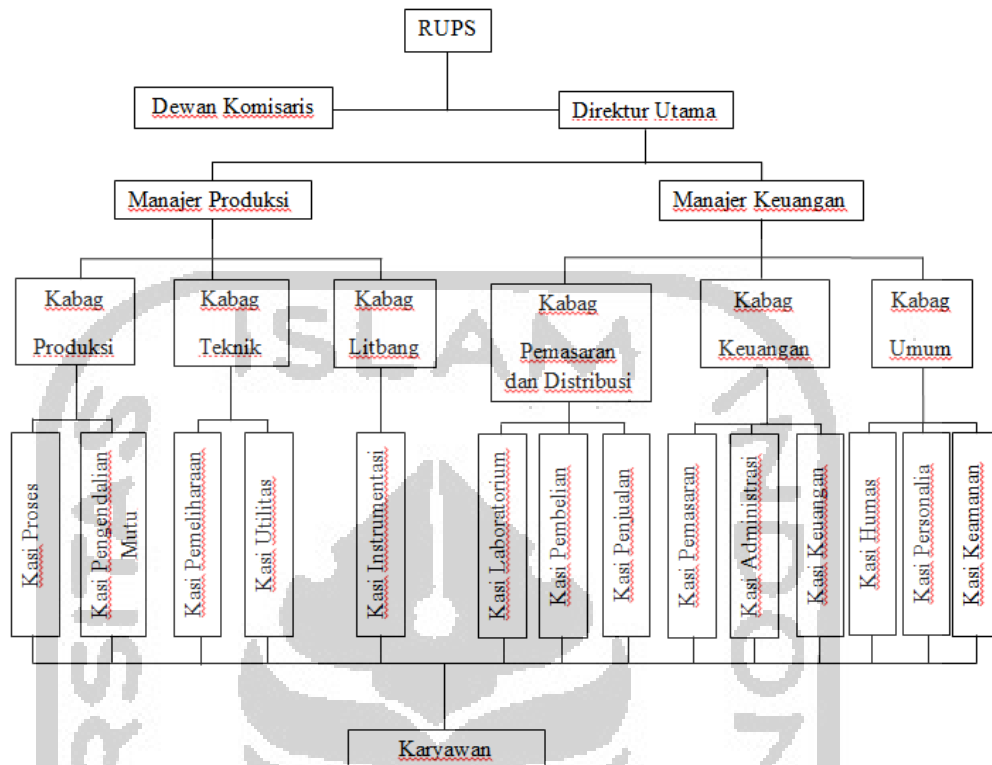 RUPS
Dewan Komisaris
Direktur Utama
Manajer Produksi
Manajer Keuangan
Kabag
Produksi
Kabag
Teknik
Kabag
Litbang
Kabag
Pemasaran
dan Distribusi
Kabag
Keuangan
Kabag
Umum
Kasi Proses
Kasi Pengendalian
Mutu
Kasi Pemeliharaan
Kasi Utilitas
Kasi Instrumentasi
Kasi Laboratorium
Kasi Pembelian
Kasi Penjualan
Kasi Pemasaran
Kasi Administrasi
Kasi Keuangan
Kasi Humas
Kasi Personalia
Kasi Keamanan
Karyawan
ISLAM